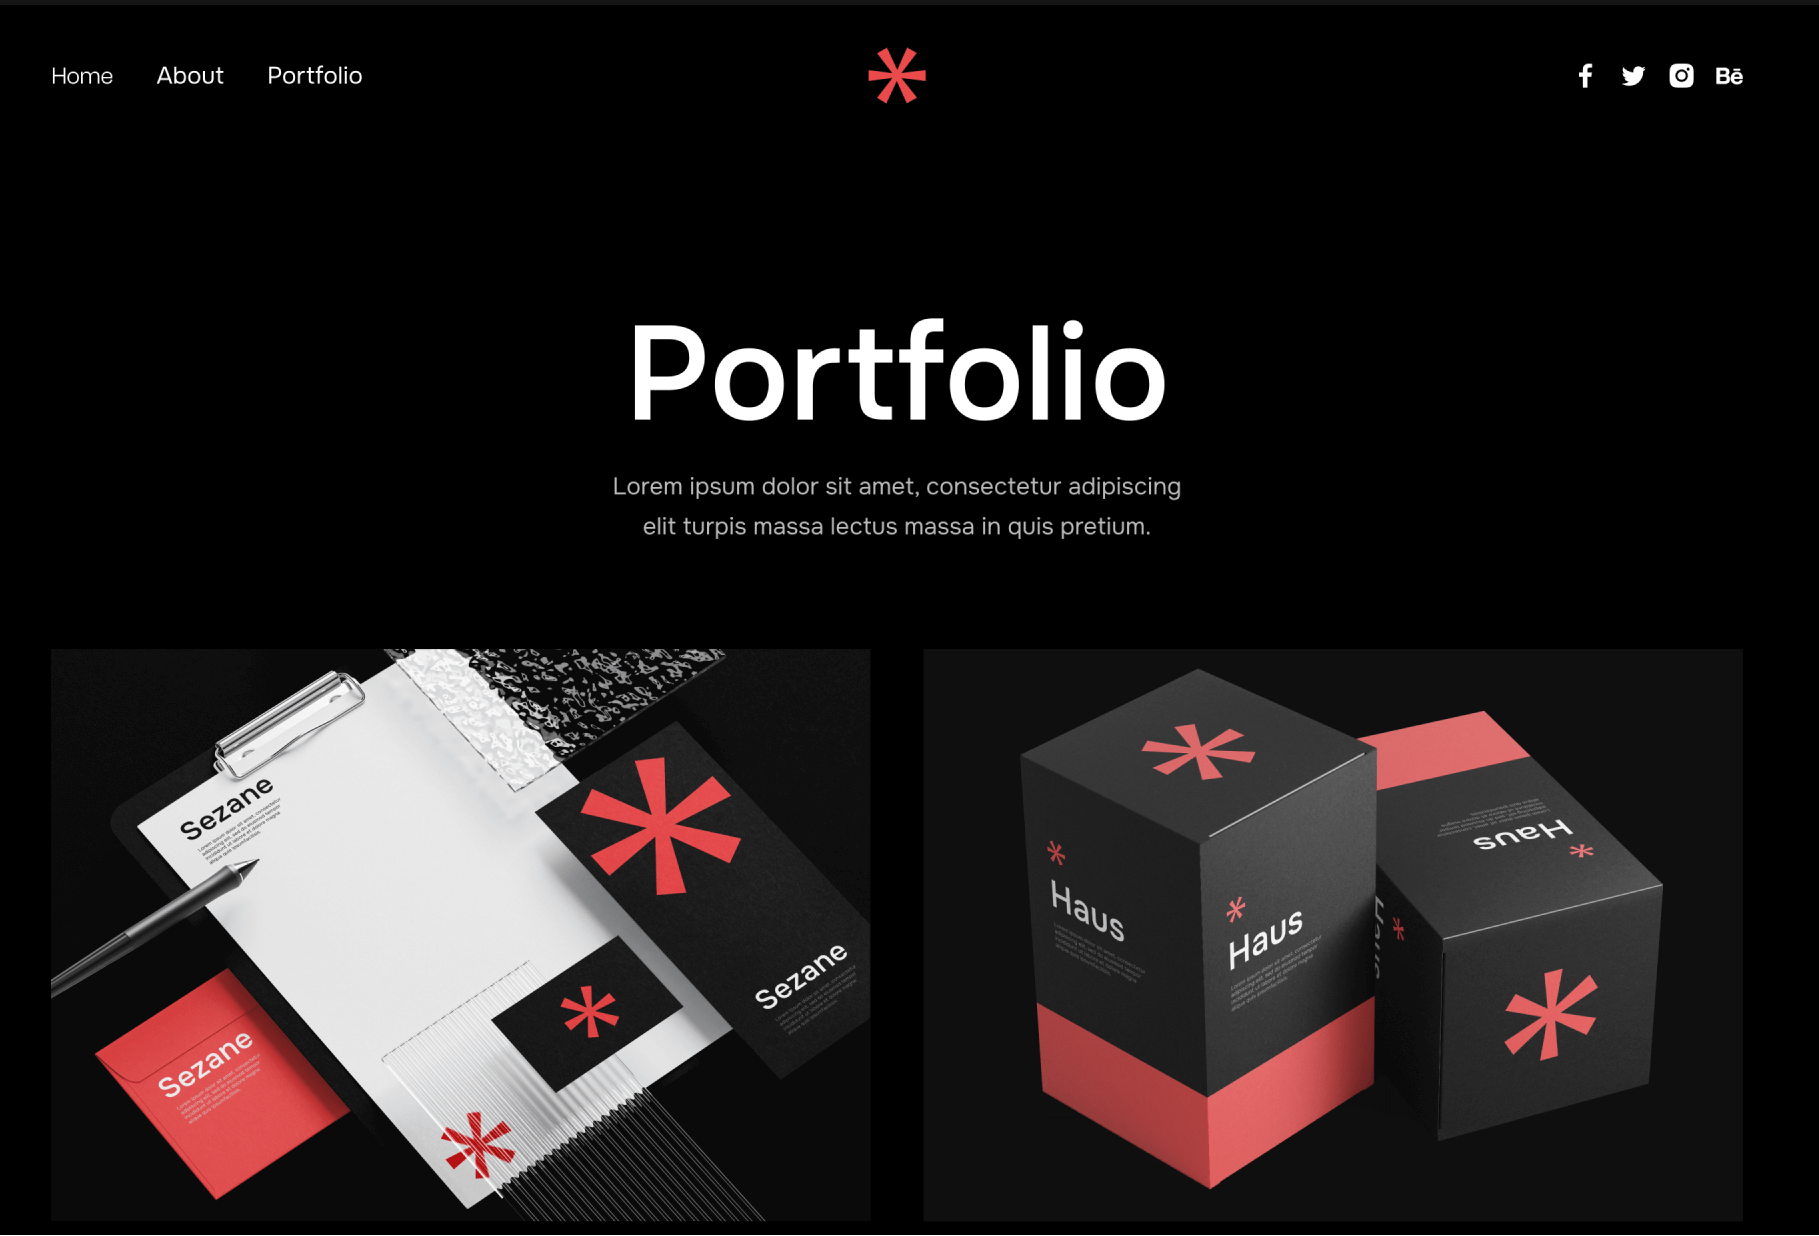 Home About Portfolio
Bē
Portfolio
Lorem ipsum dolor sit amet, consectetur adipiscing
elit turpis massa lectus massa in quis pretium.
Sezane
Sezane
Sezane
Haus
Haus
Haus
Haus